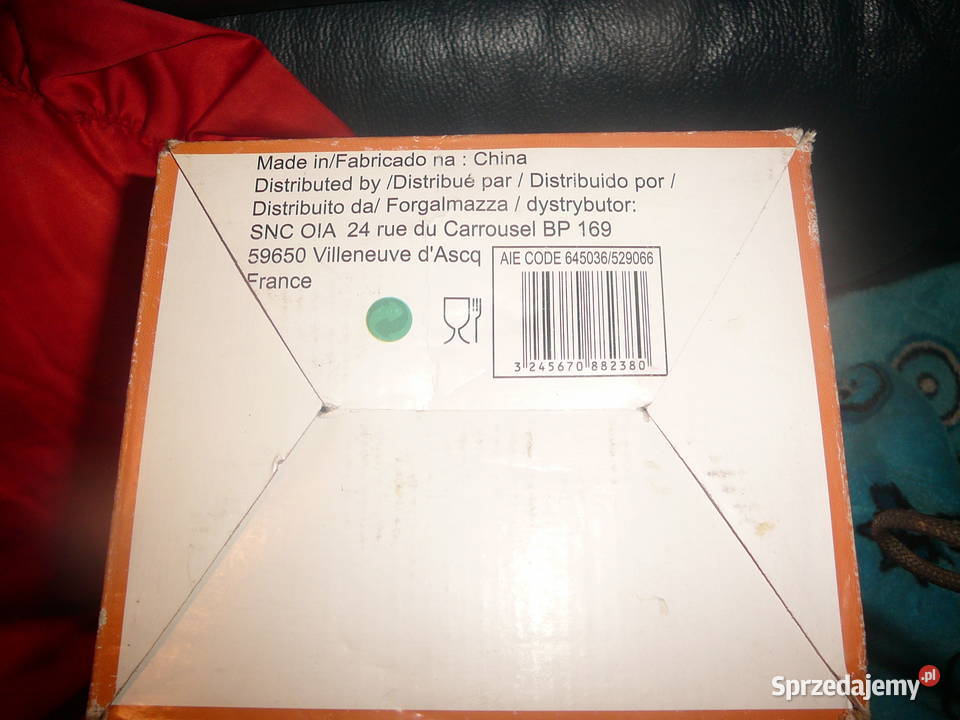 Made in/Fabricado na : China
Distributed by /Distribué par / Distribuido por /
Distribuito da/ Forgalmazza / dystrybutor:
SNC OIA 24 rue du Carrousel BP 169
59650 Villeneuve d'Ascq
France
AIE CODE 645036/529066
3 245670 882380
Sprzedajemy.pl